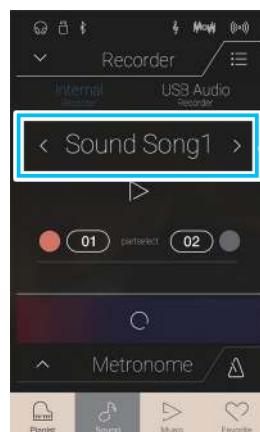 Recorder
Internal
Recorder
USB Audio
Recorder
Sound Song1
01 partselect 02
Metronome
Pianist Sound Music Favorite